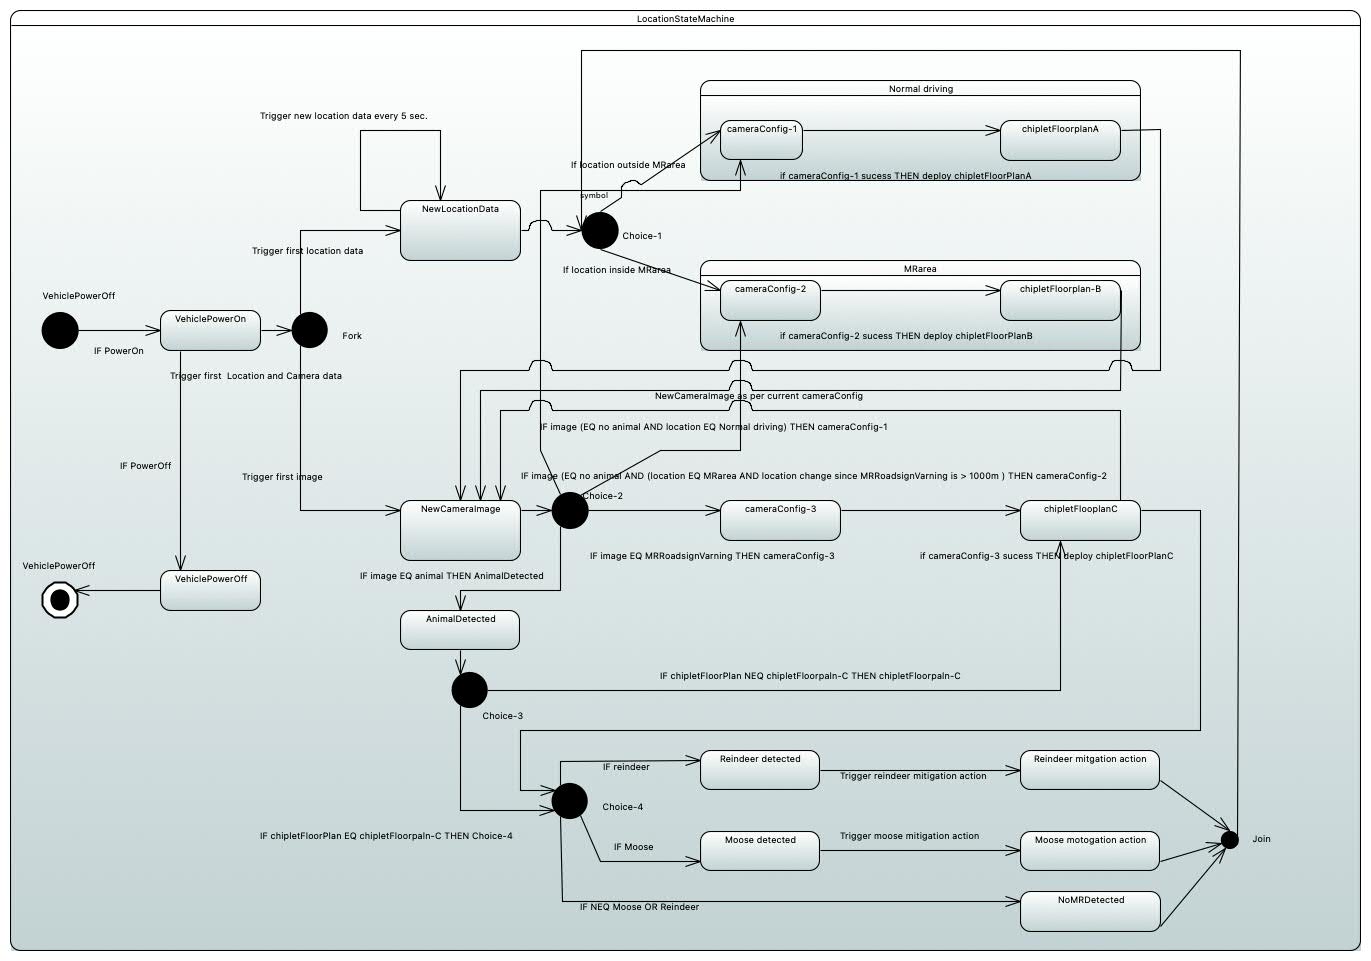 LocationStateMachine
Normal driving
Trigger new location data every 5 sec.
cameraConfig-1
chipletFloorplanA
If location outside MRarea
if cameraConfig-1 sucess THEN deploy chipletFloorPlanA
symbol
NewLocationData
Choice-1
Trigger first location data
If location inside MRarea
MRarea
cameraConfig-2
chipletFloorplan-B
VehiclePowerOff
VehiclePowerOn
Fork
if cameraConfig-2 sucess THEN deploy chipletFloorPlanB
IF PowerOn
Trigger first Location and Camera data
NewCameraImage as per current cameraConfig
IF image (EQ no animal AND location EQ Normal driving) THEN cameraConfig-1
IF PowerOff
Trigger first image
IF image (EQ no animal AND (location EQ MRarea AND location change since MRRoadsignVarning is > 1000m ) THEN cameraConfig-2
Choice-2
NewCameraImage
cameraConfig-3
chipletFlooplanC
IF image EQ MRRoadsignVarning THEN cameraConfig-3
if cameraConfig-3 sucess THEN deploy chipletFloorPlanC
VehiclePowerOff
VehiclePowerOff
IF image EQ animal THEN AnimalDetected
AnimalDetected
IF chipletFloorPlan NEQ chipletFloorpaln-C THEN chipletFloorpaln-C
Choice-3
IF reindeer
Reindeer detected
Trigger reindeer mitigation action
Reindeer mitgation action
Choice-4
IF chipletFloorPlan EQ chipletFloorpaln-C THEN Choice-4
IF Moose
Moose detected
Trigger moose mitigation action
Moose motogation action
Join
IF NEQ Moose OR Reindeer
NoMRDetected